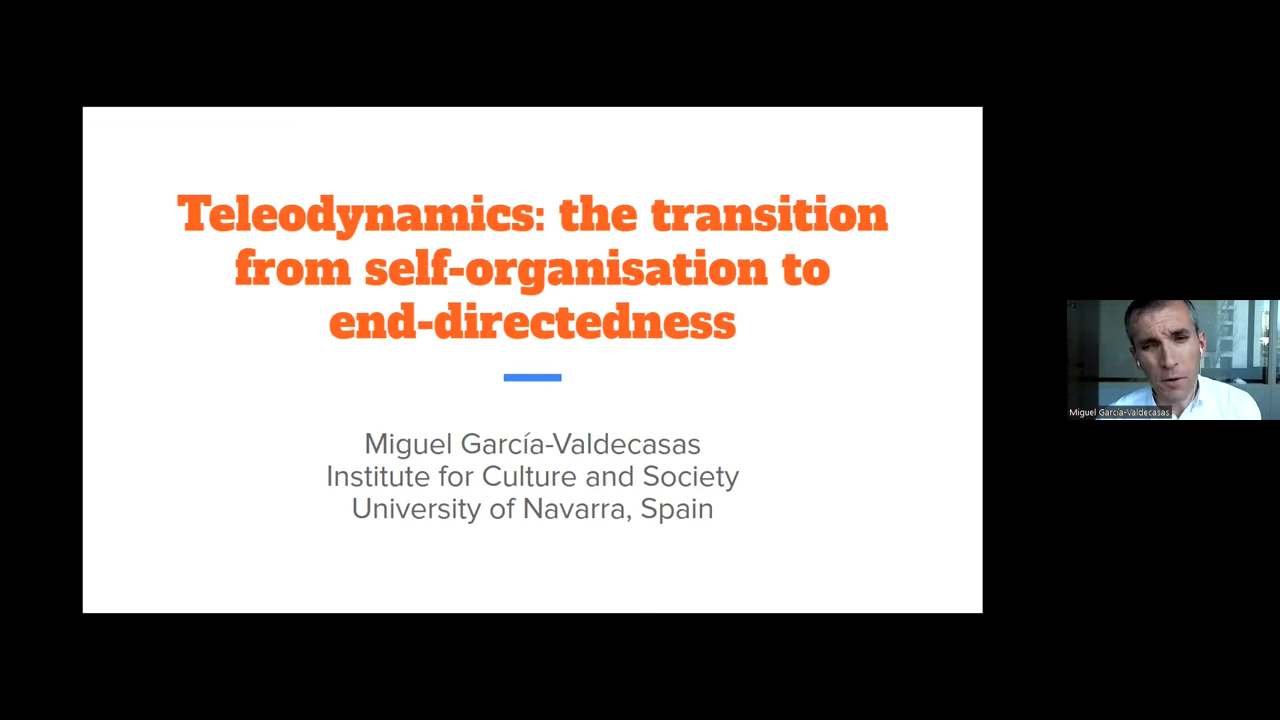 Teleodynamics: the transition
from self-organisation to
end-directedness
Miguel García-Valdecasas
Institute for Culture and Society
University of Navarra, Spain
Miguel García-Valdecasas